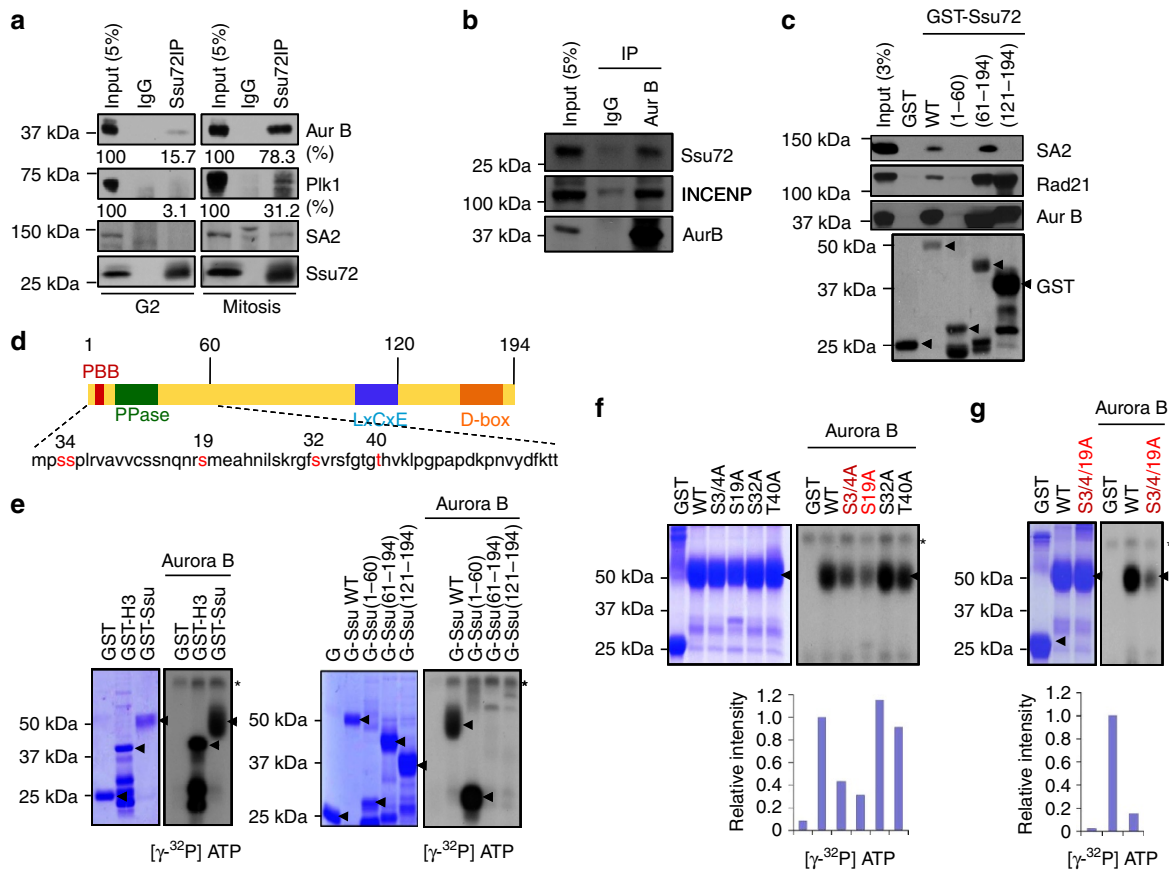 a
Input (5%)
IgG
Ssu72IP
Input (5%)
IgG
Ssu72IP
37 kDa
Aur B
100 15.7 100 78.3 (%)
75 kDa
Plk1
100 3.1 100 31.2 (%)
150 kDa
SA2
25 kDa
Ssu72
G2 Mitosis
b
IP
Input (5%)
IgG
Aur B
25 kDa
Ssu72
100 kDa
INCENP
37 kDa
AurB
c
GST-Ssu72
Input (3%)
GST
WT
(1–60)
(61–194)
(121–194)
150 kDa
SA2
100 kDa
Rad21
37 kDa
Aur B
50 kDa
37 kDa
GST
25 kDa
d
1 60 120 194
PBB
PPase
LxCxE
D-box
34 19 32 40
mpssplrvavvcssnqnrsmeahnilskrgfsvrsfgtgthvklpgpapdkpnvydfktt
e
Aurora B
GST
GST-H3
GST-Ssu
GST
GST-H3
GST-Ssu
*
50 kDa
37 kDa
25 kDa
[γ-³²P] ATP
Aurora B
G
G-Ssu WT
G-Ssu(1–60)
G-Ssu(61–194)
G-Ssu(121–194)
G-Ssu WT
G-Ssu(1–60)
G-Ssu(61–194)
G-Ssu(121–194)
*
50 kDa
37 kDa
25 kDa
[γ-³²P] ATP
f
Aurora B
GST
WT
S3/4A
S19A
S32A
T40A
GST
WT
S3/4A
S19A
S32A
T40A
*
50 kDa
37 kDa
25 kDa
Relative intensity
1.2
1.0
0.8
0.6
0.4
0.2
0
[γ-³²P] ATP
g
Aurora B
GST
WT
S3/4/19A
GST
WT
S3/4/19A
*
50 kDa
37 kDa
25 kDa
Relative intensity
1.2
1.0
0.8
0.6
0.4
0.2
0
[γ-³²P] ATP